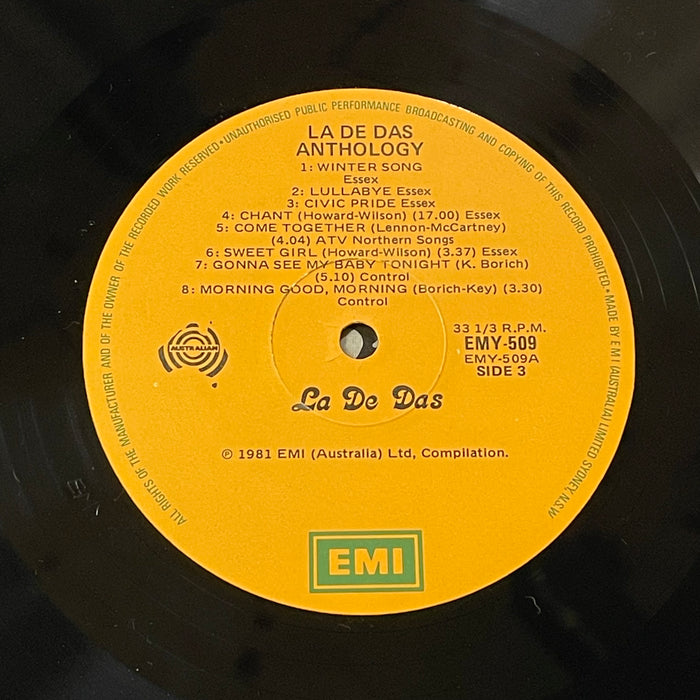 ALL RIGHTS OF THE MANUFACTURER AND OF THE OWNER OF THE RECORDED WORK RESERVED • UNAUTHORISED PUBLIC PERFORMANCE BROADCASTING AND COPYING OF THIS RECORD PROHIBITED • MADE BY EMI (AUSTRALIA) LIMITED SYDNEY, N.S.W
LA DE DAS
ANTHOLOGY
1: WINTER SONG
Essex
2: LULLABYE Essex
3: CIVIC PRIDE Essex
4: CHANT (Howard-Wilson) (17.00) Essex
5: COME TOGETHER (Lennon-McCartney)
(4.04) ATV Northern Songs
6: SWEET GIRL (Howard-Wilson) (3.37) Essex
7: GONNA SEE MY BABY TONIGHT (K. Borich)
(5.10) Control
8: MORNING GOOD, MORNING (Borich-Key) (3.30)
Control
AUSTRALIAN
33 1/3 R.P.M.
EMY-509
EMY-509A
SIDE 3
La De Das
℗ 1981 EMI (Australia) Ltd, Compilation.
EMI